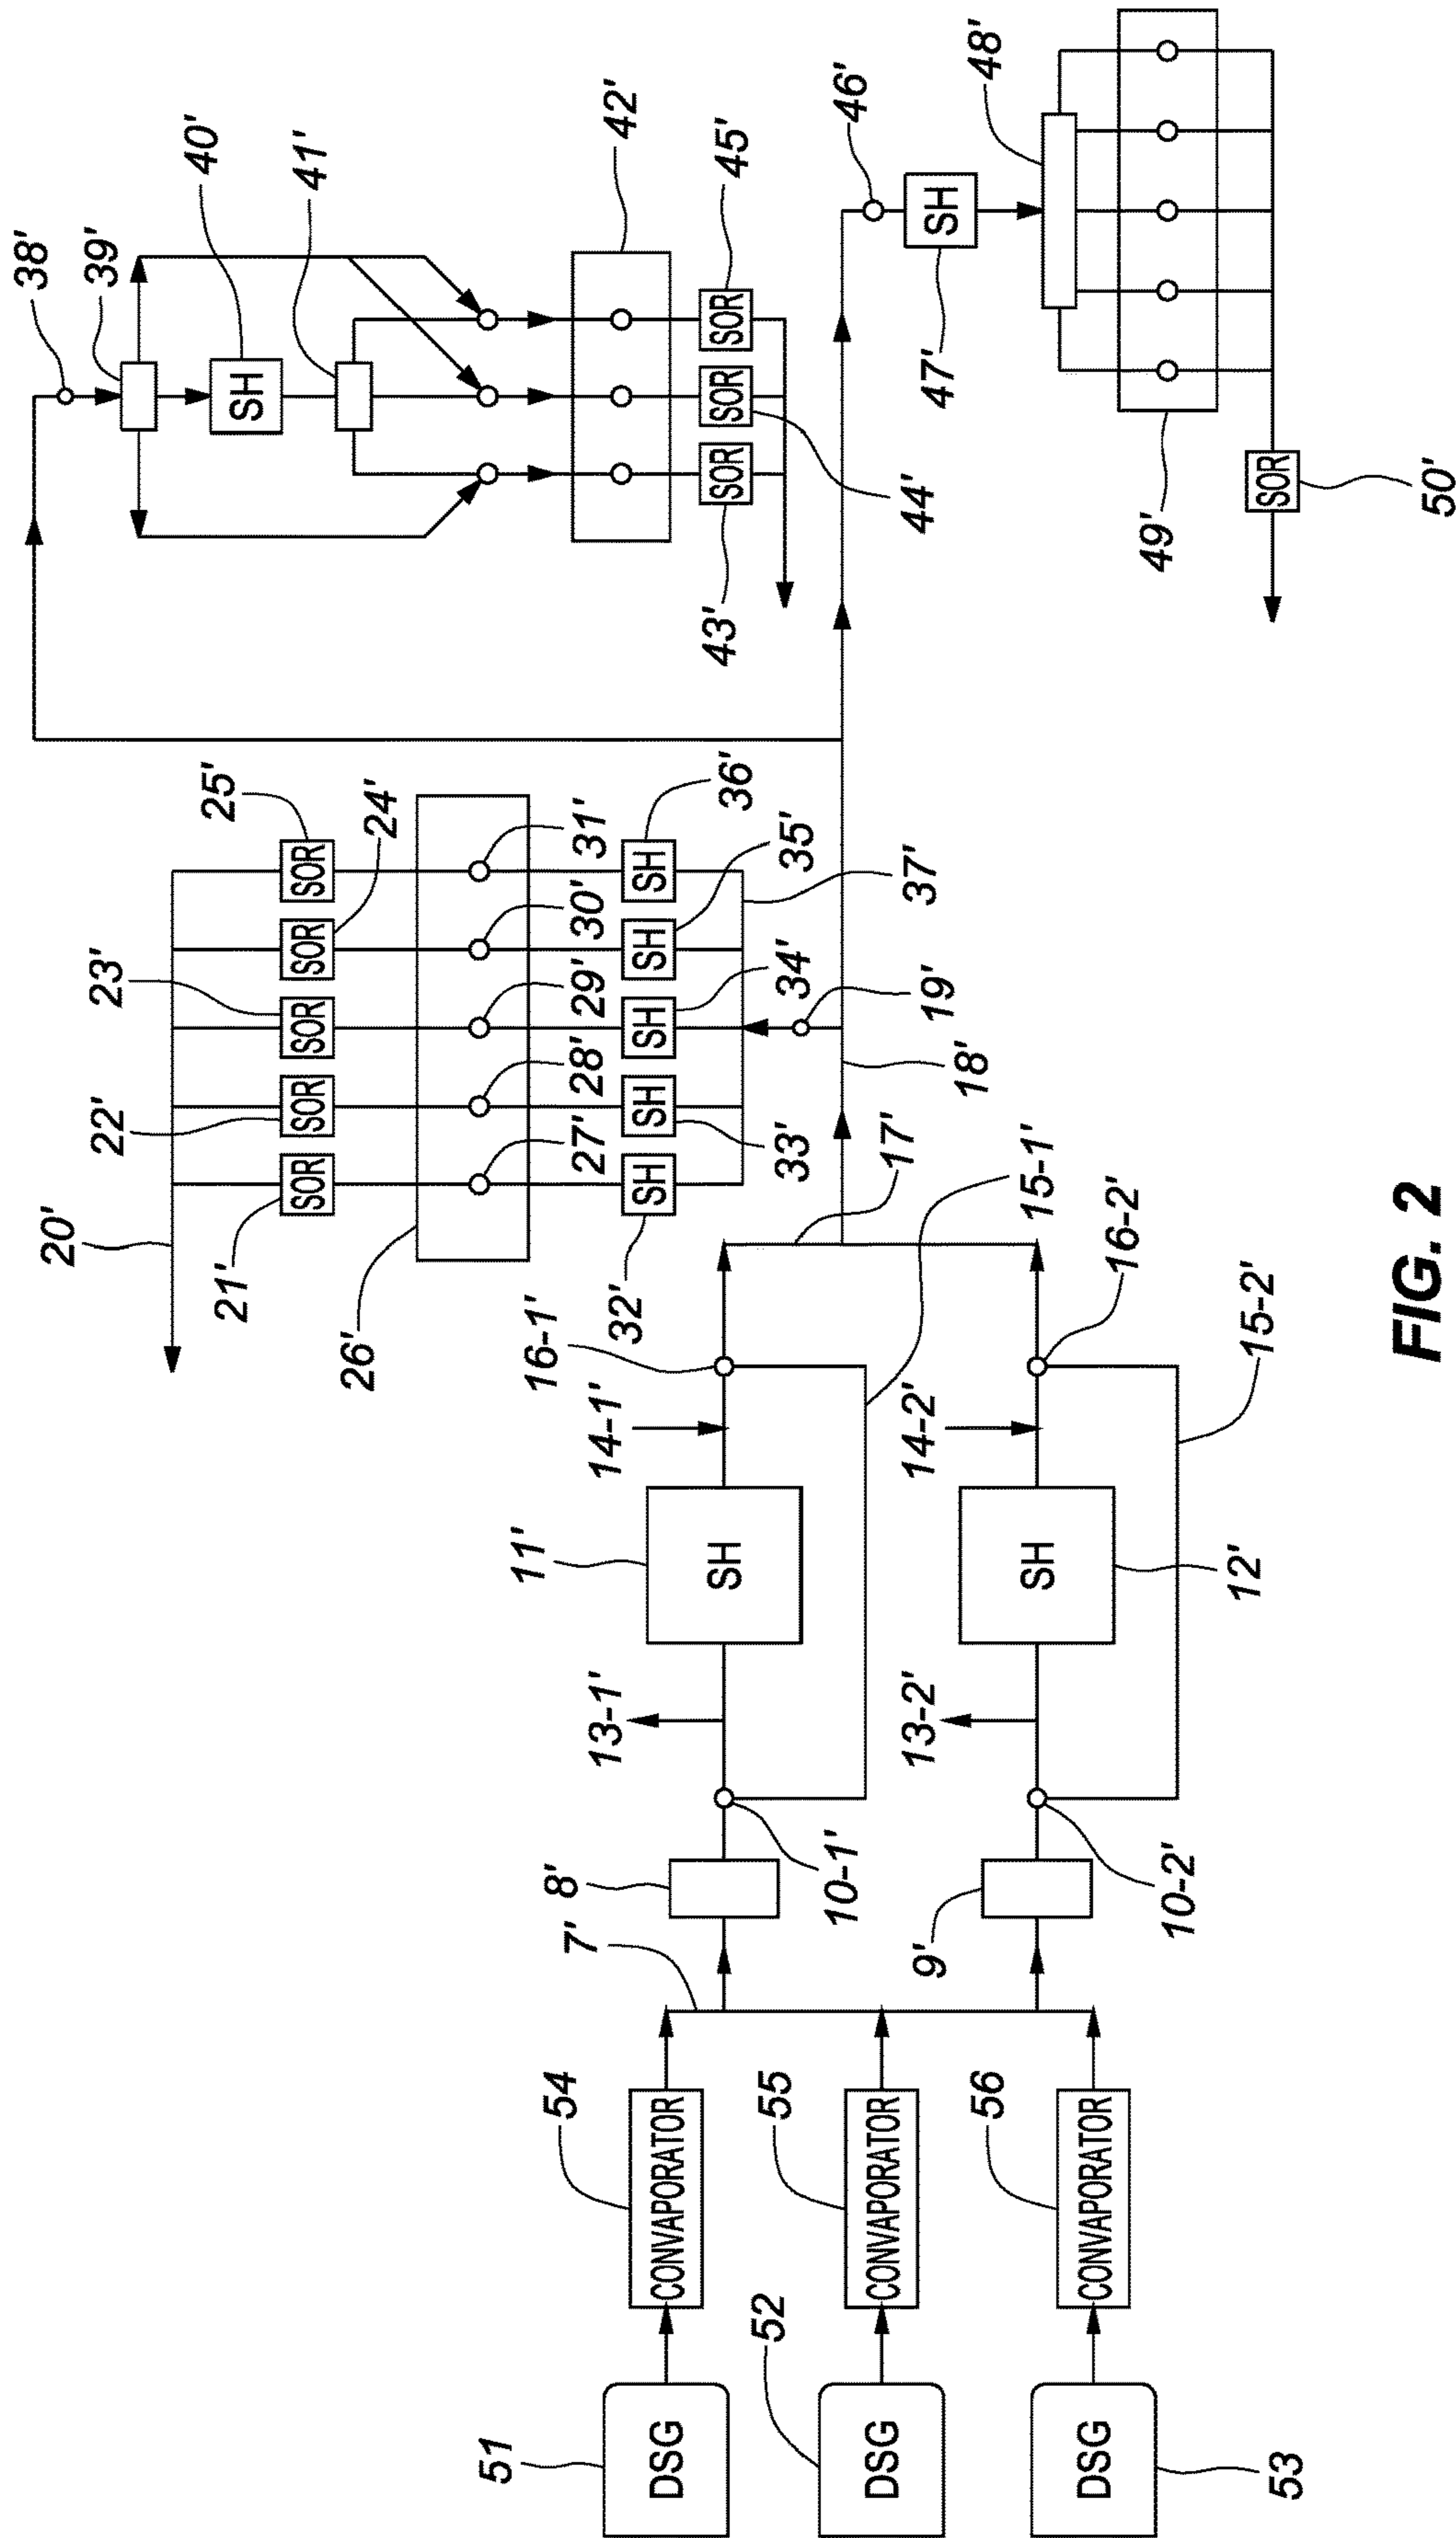 51
DSG
52
DSG
53
DSG
54
CONVAPORATOR
55
CONVAPORATOR
56
CONVAPORATOR
7'
8'
9'
10-1'
10-2'
13-1'
13-2'
11'
SH
SH
12'
14-1'
14-2'
16-1'
16-2'
15-1'
15-2'
17'
18'
19'
20'
21'
SOR
22'
SOR
23'
SOR
SOR
24'
25'
SOR
26'
27'
28'
29'
30'
31'
32'
SH
SH
33'
SH
34'
SH
35'
SH
36'
37'
38'
39'
SH
40'
41'
42'
43'
SOR
SOR
44'
SOR
45'
46'
SH
47'
48'
49'
SOR
50'
FIG. 2